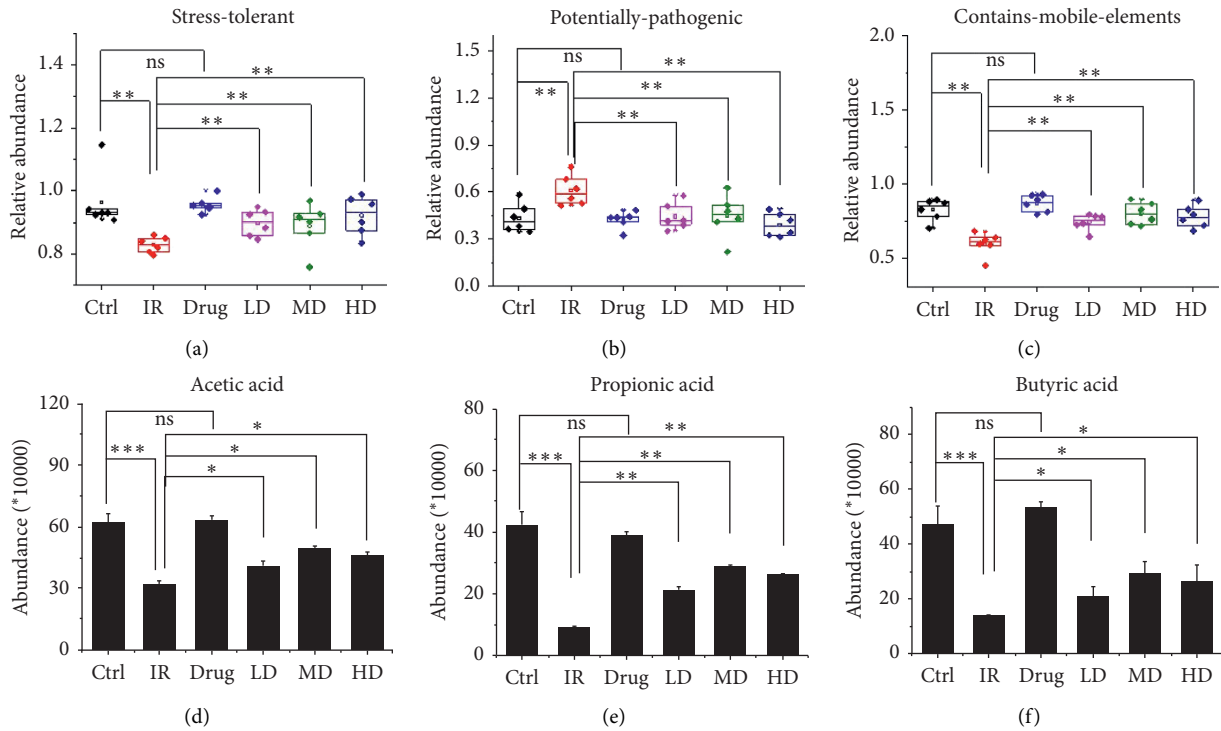 Stress-tolerant
Relative abundance
1.4
1.2
1.0
0.8
ns
**
**
**
**
Ctrl IR Drug LD MD HD
(a)
Potentially-pathogenic
Relative abundance
1.5
1.2
0.9
0.6
0.3
0.0
ns
**
**
**
**
Ctrl IR Drug LD MD HD
(b)
Contains-mobile-elements
Relative abundance
2.0
1.5
1.0
0.5
ns
**
**
**
**
Ctrl IR Drug LD MD HD
(c)
Acetic acid
Abundance (*10000)
120
90
60
30
0
ns
***
*
*
*
Ctrl IR Drug LD MD HD
(d)
Propionic acid
Abundance (*10000)
80
60
40
20
0
ns
***
**
**
**
Ctrl IR Drug LD MD HD
(e)
Butyric acid
Abundance (*10000)
80
60
40
20
0
ns
***
*
*
*
Ctrl IR Drug LD MD HD
(f)